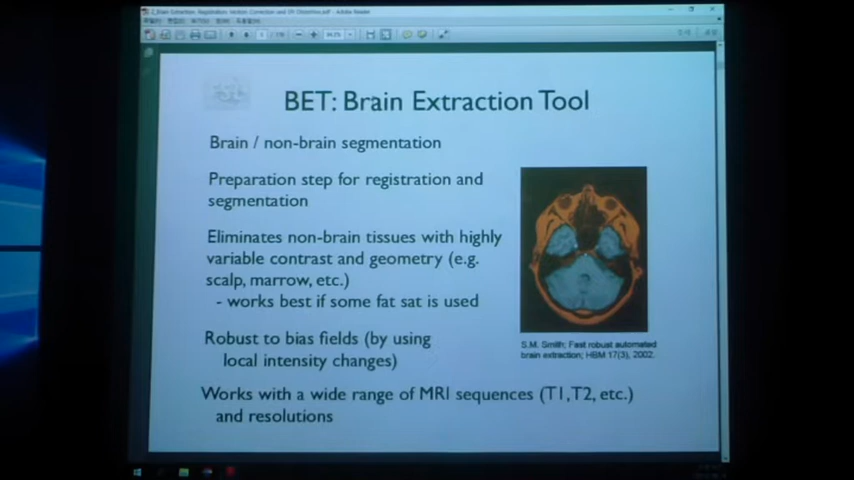 BET: Brain Extraction Tool
Brain / non-brain segmentation
Preparation step for registration and
segmentation
Eliminates non-brain tissues with highly
variable contrast and geometry (e.g.
scalp, marrow, etc.)
- works best if some fat sat is used
Robust to bias fields (by using
local intensity changes)
Works with a wide range of MRI sequences (T1,T2, etc.)
and resolutions
S.M. Smith; Fast robust automated
brain extraction; HBM 17(3), 2002.